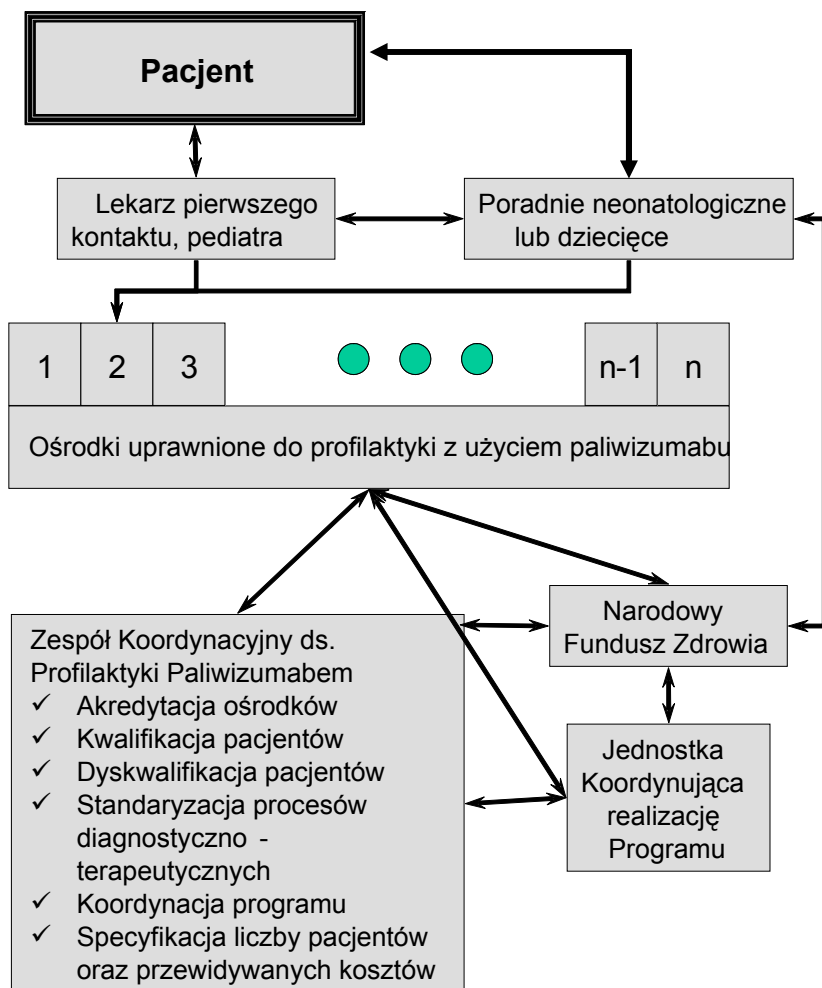 Pacjent
Lekarz pierwszego
kontaktu, pediatra
Poradnie neonatologiczne
lub dziecięce
1 2 3 n-1 n
Ośrodki uprawnione do profilaktyki z użyciem paliwizumabu
Narodowy
Fundusz Zdrowia
Zespół Koordynacyjny ds.
Profilaktyki Paliwizumabem
✓ Akredytacja ośrodków
✓ Kwalifikacja pacjentów
✓ Dyskwalifikacja pacjentów
✓ Standaryzacja procesów
diagnostyczno -
terapeutycznych
✓ Koordynacja programu
✓ Specyfikacja liczby pacjentów
oraz przewidywanych kosztów
Jednostka
Koordynująca
realizację
Programu